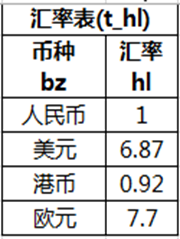 汇率表(t_hl)
币种 汇率
bz hl
人民币 1
美元 6.87
港币 0.92
欧元 7.7